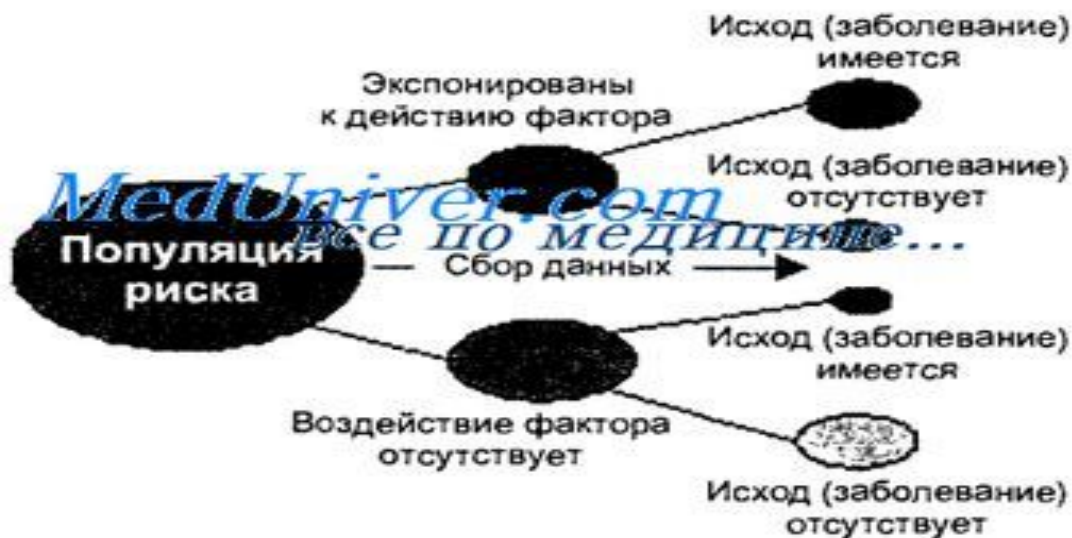 Исход (заболевание)
имеется
Экспонированы
к действию фактора
Исход (заболевание)
отсутствует
MedUniver.com
все по медицине...
Популяция
риска
Сбор данных
Исход (заболевание)
имеется
Воздействие фактора
отсутствует
Исход (заболевание)
отсутствует